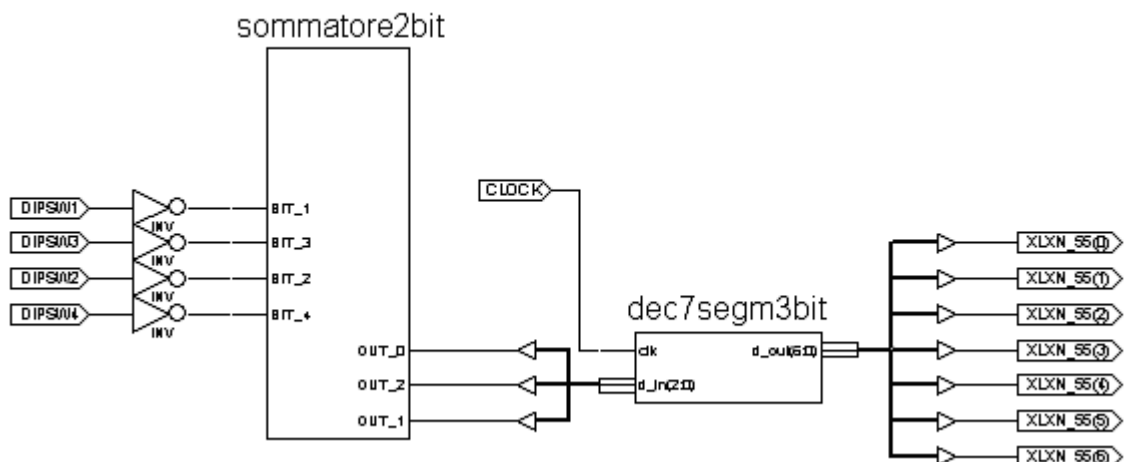 sommatore2bit
CLOCK
DIPSW1
INV
BIT_1
DIPSW3
INV
BIT_3
DIPSW2
INV
BIT_2
DIPSW4
INV
BIT_4
OUT_0
OUT_2
OUT_1
dec7segm3bit
clk
d_out(6:0)
d_in(2:0)
XLXN_55(0)
XLXN_55(1)
XLXN_55(2)
XLXN_55(3)
XLXN_55(4)
XLXN_55(5)
XLXN_55(6)